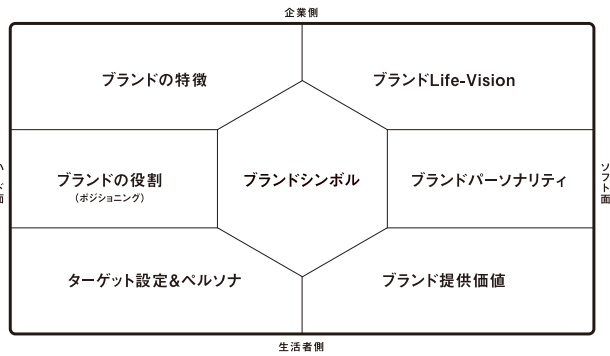 企業側
ブランドの特徴
ブランドLife-Vision
ブランドの役割
(ポジショニング)
ブランドシンボル
ブランドパーソナリティ
ソフト面
ターゲット設定&ペルソナ
ブランド提供価値
生活者側